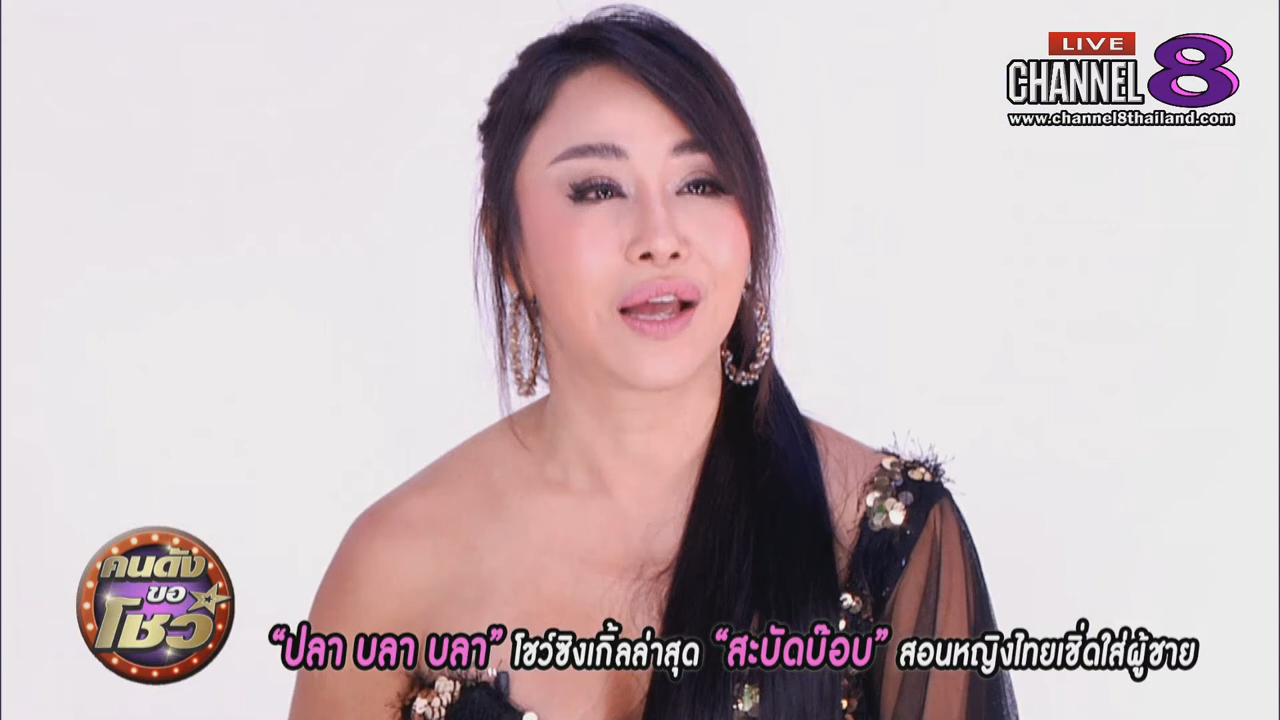 LIVE
CHANNEL 8
www.channel8thailand.com
คนดัง
ขอ
โชว์
“ปลา บลา บลา” โชว์ซิงเกิ้ลล่าสุด “สะบัดบ๊อบ” สอนหญิงไทยเชิ่ดใส่ผู้ชาย